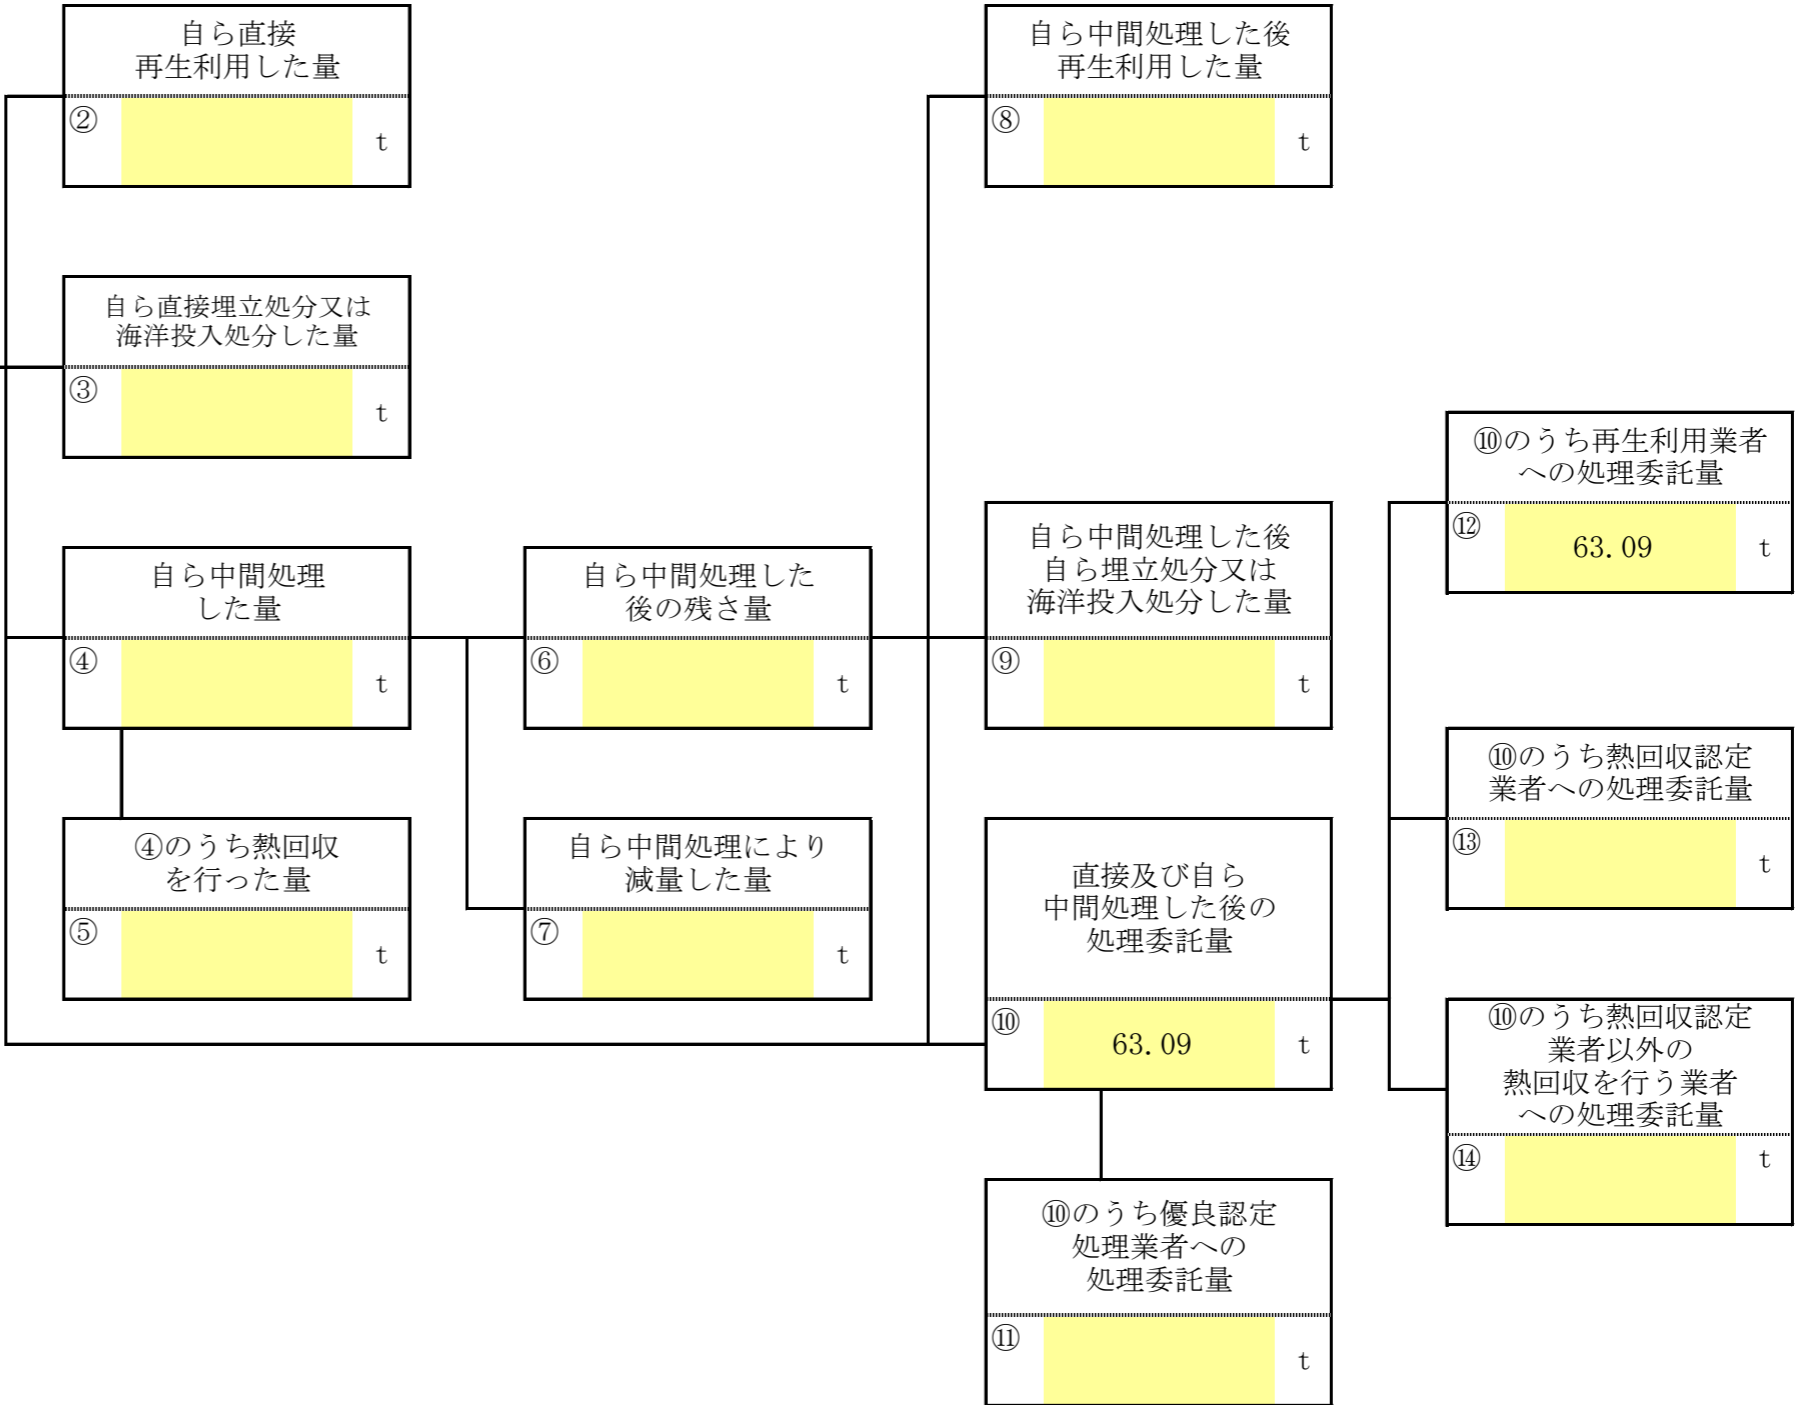 自ら直接
再生利用した量
②
t
自ら中間処理した後
再生利用した量
⑧
t
自ら直接埋立処分又は
海洋投入処分した量
③
t
⑩のうち再生利用業者
への処理委託量
⑫
63.09
t
自ら中間処理
した量
④
t
自ら中間処理した
後の残さ量
⑥
t
自ら中間処理した後
自ら埋立処分又は
海洋投入処分した量
⑨
t
⑩のうち熱回収認定
業者への処理委託量
⑬
t
④のうち熱回収
を行った量
⑤
t
自ら中間処理により
減量した量
⑦
t
直接及び自ら
中間処理した後の
処理委託量
⑩
63.09
t
⑩のうち熱回収認定
業者以外の
熱回収を行う業者
への処理委託量
⑭
t
⑩のうち優良認定
処理業者への
処理委託量
⑪
t